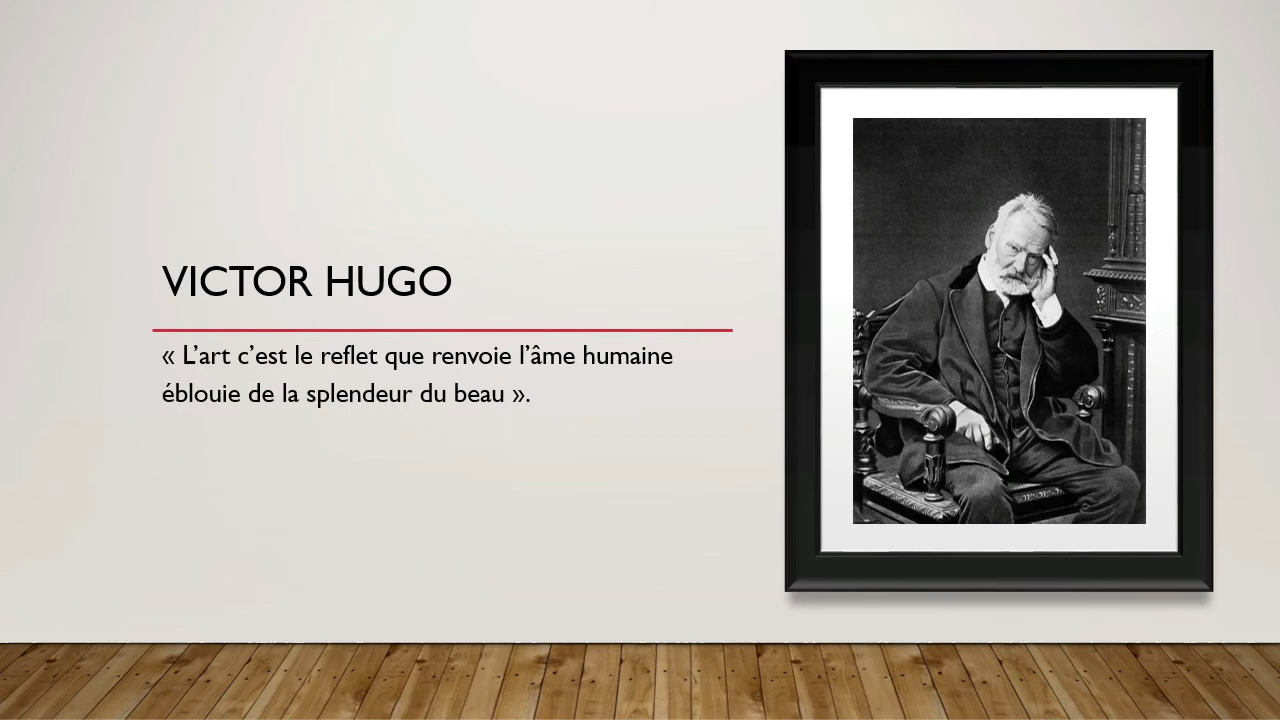 VICTOR HUGO
« L’art c’est le reflet que renvoie l’âme humaine
éblouie de la splendeur du beau ».